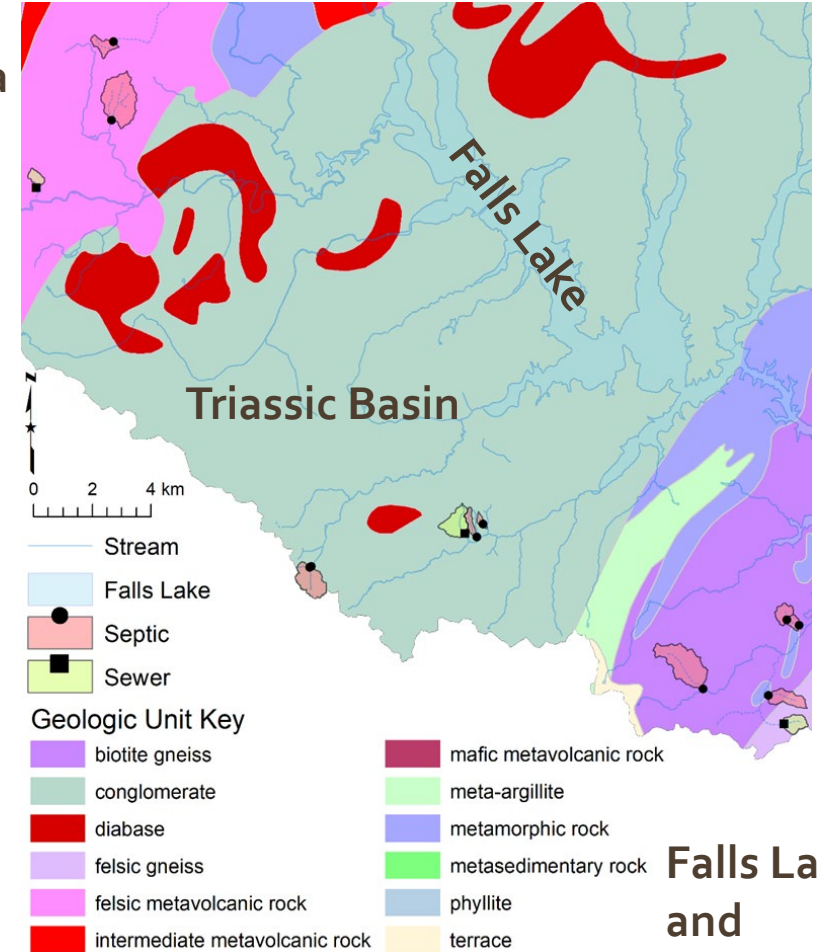 a
Falls Lake
Triassic Basin
N
0 2 4 km
Stream
Falls Lake
Septic
Sewer
Geologic Unit Key
biotite gneiss
conglomerate
diabase
felsic gneiss
felsic metavolcanic rock
intermediate metavolcanic rock
mafic metavolcanic rock
meta-argillite
metamorphic rock
metasedimentary rock
phyllite
terrace
Falls La
and